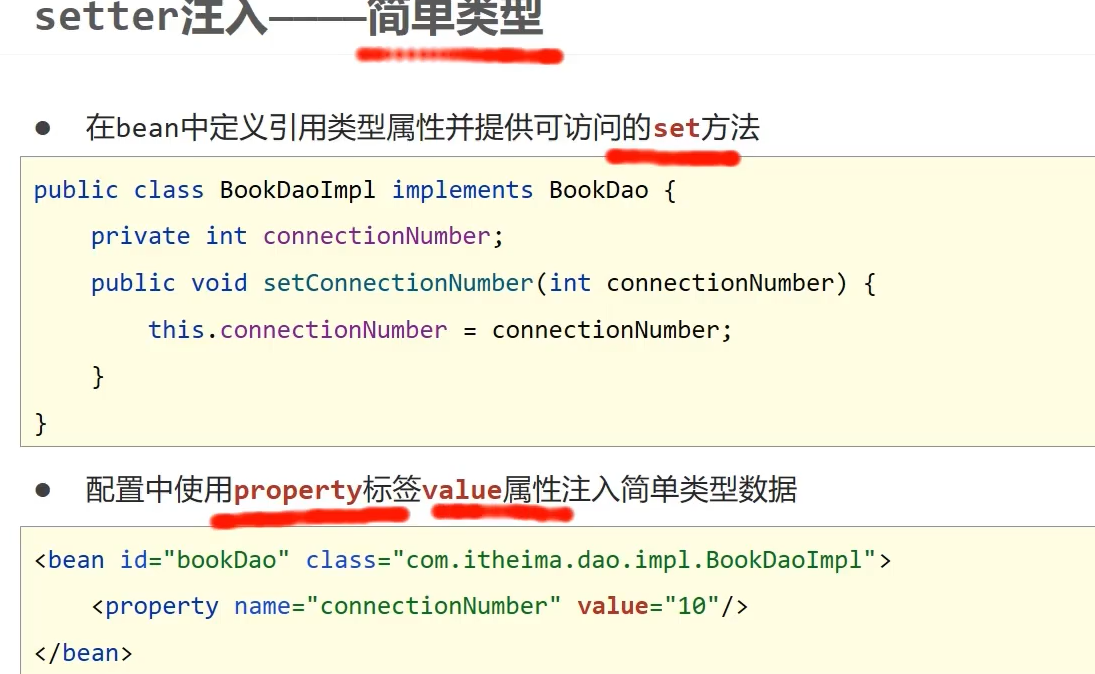 setter注入————简单类型
● 在bean中定义引用类型属性并提供可访问的set方法
public class BookDaoImpl implements BookDao {
    private int connectionNumber;
    public void setConnectionNumber(int connectionNumber) {
        this.connectionNumber = connectionNumber;
    }
}
● 配置中使用property标签value属性注入简单类型数据
<bean id="bookDao" class="com.itheima.dao.impl.BookDaoImpl">
    <property name="connectionNumber" value="10"/>
</bean>